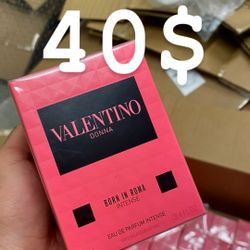 40$
VALENTINO
DONNA
BORN IN ROMA
INTENSE
EAU DE PARFUM INTENSE